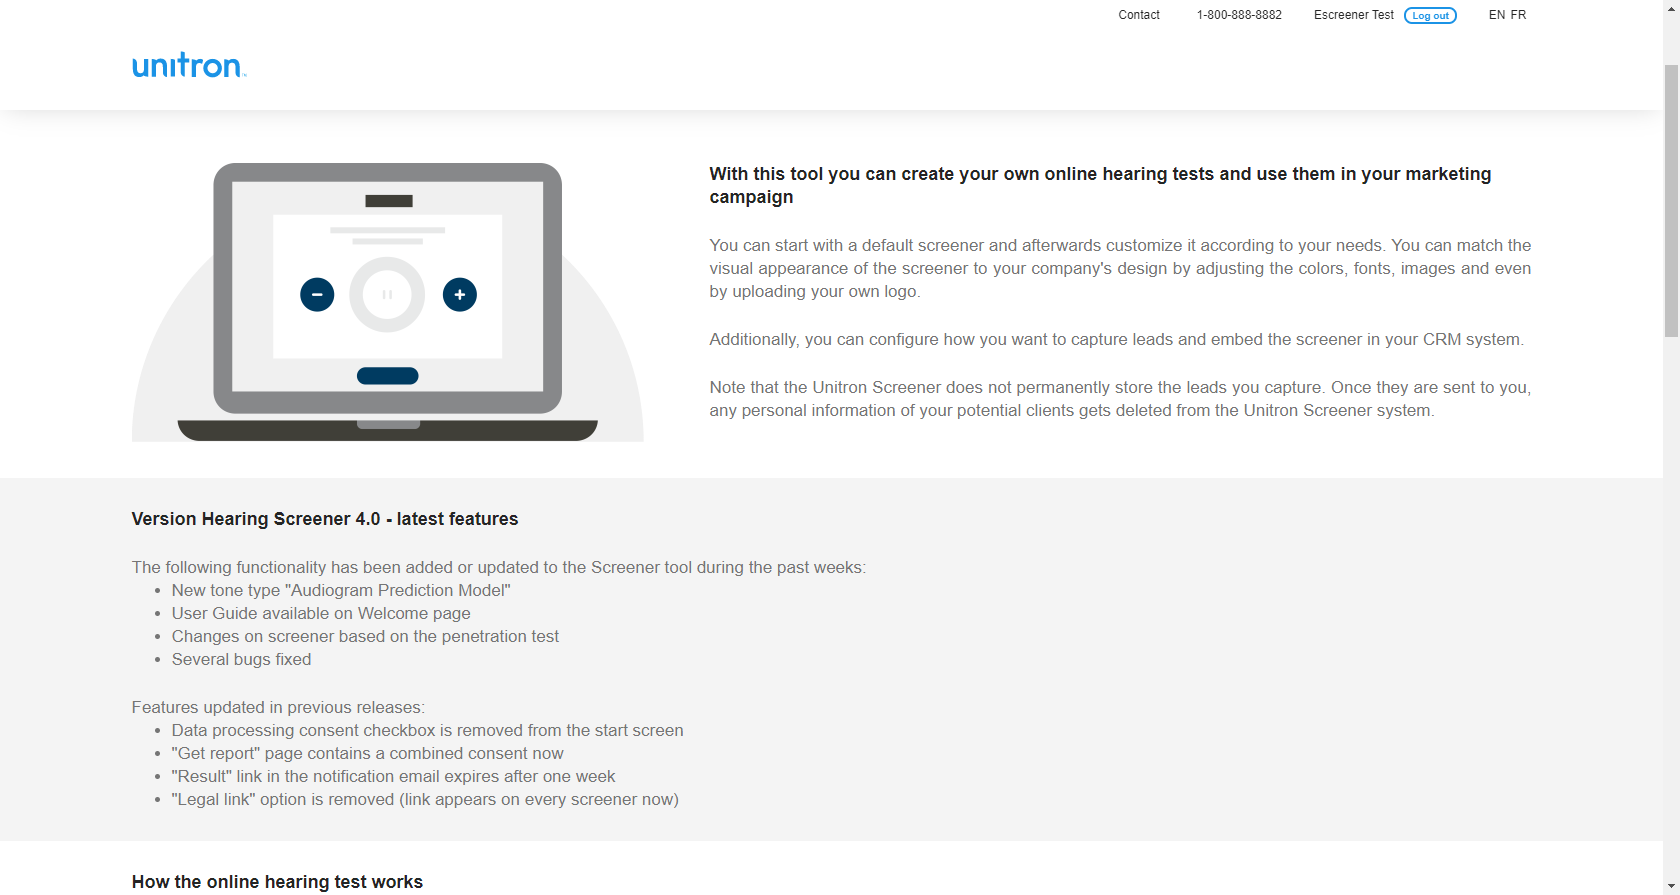 Contact 1-800-888-8882 Escreener Test Log out EN FR
unitron™
With this tool you can create your own online hearing tests and use them in your marketing
campaign
You can start with a default screener and afterwards customize it according to your needs. You can match the
visual appearance of the screener to your company's design by adjusting the colors, fonts, images and even
by uploading your own logo.
Additionally, you can configure how you want to capture leads and embed the screener in your CRM system.
Note that the Unitron Screener does not permanently store the leads you capture. Once they are sent to you,
any personal information of your potential clients gets deleted from the Unitron Screener system.
Version Hearing Screener 4.0 - latest features
The following functionality has been added or updated to the Screener tool during the past weeks:
• New tone type "Audiogram Prediction Model"
• User Guide available on Welcome page
• Changes on screener based on the penetration test
• Several bugs fixed
Features updated in previous releases:
• Data processing consent checkbox is removed from the start screen
• "Get report" page contains a combined consent now
• "Result" link in the notification email expires after one week
• "Legal link" option is removed (link appears on every screener now)
How the online hearing test works